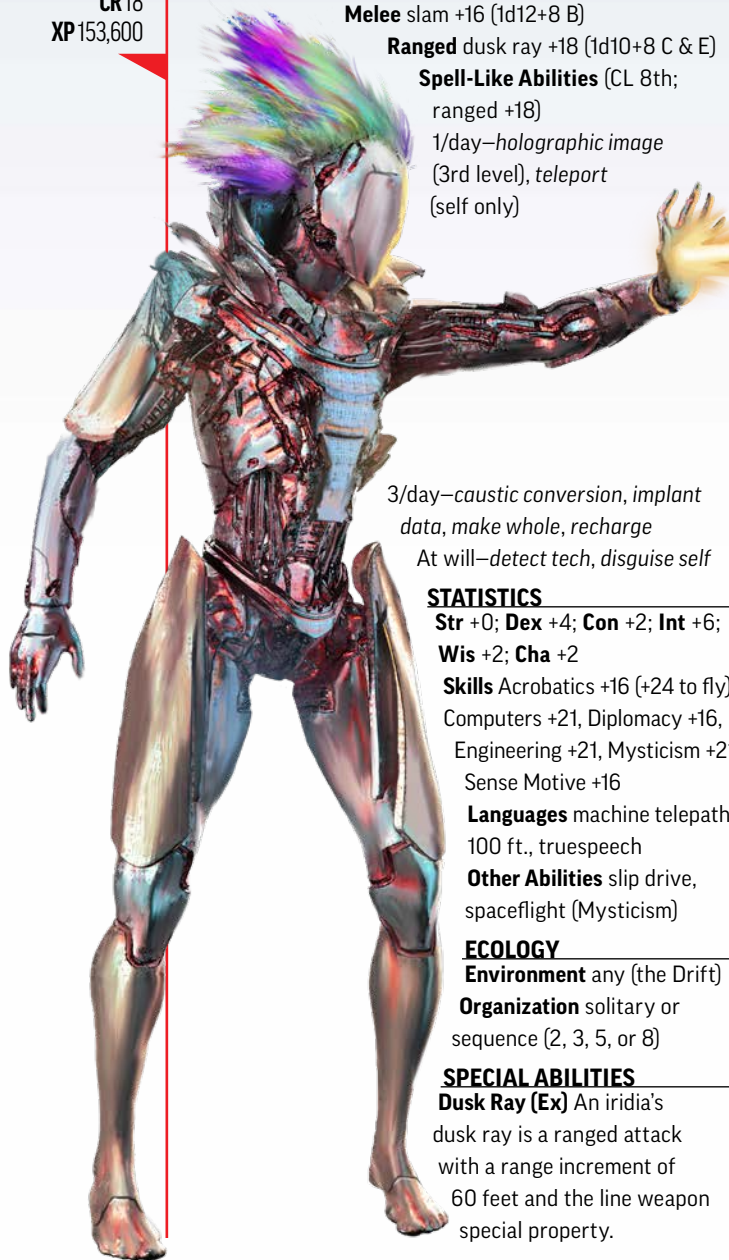 CR 18
XP 153,600
Melee slam +16 (1d12+8 B)
Ranged dusk ray +18 (1d10+8 C & E)
Spell-Like Abilities (CL 8th;
ranged +18)
1/day—holographic image
(3rd level), teleport
(self only)
3/day—caustic conversion, implant
data, make whole, recharge
At will—detect tech, disguise self
STATISTICS
Str +0; Dex +4; Con +2; Int +6;
Wis +2; Cha +2
Skills Acrobatics +16 (+24 to fly)
Computers +21, Diplomacy +16,
Engineering +21, Mysticism
Sense Motive +16
Languages machine
100 ft., truespeech
Other Abilities slip drive,
spaceflight (Mysticism)
ECOLOGY
Environment any (the Drift)
Organization solitary or
sequence (2, 3, 5, or 8)
SPECIAL ABILITIES
Dusk Ray (Ex) An iridia's
dusk ray is a ranged attack
with a range increment of
60 feet and the line weapon
special property.